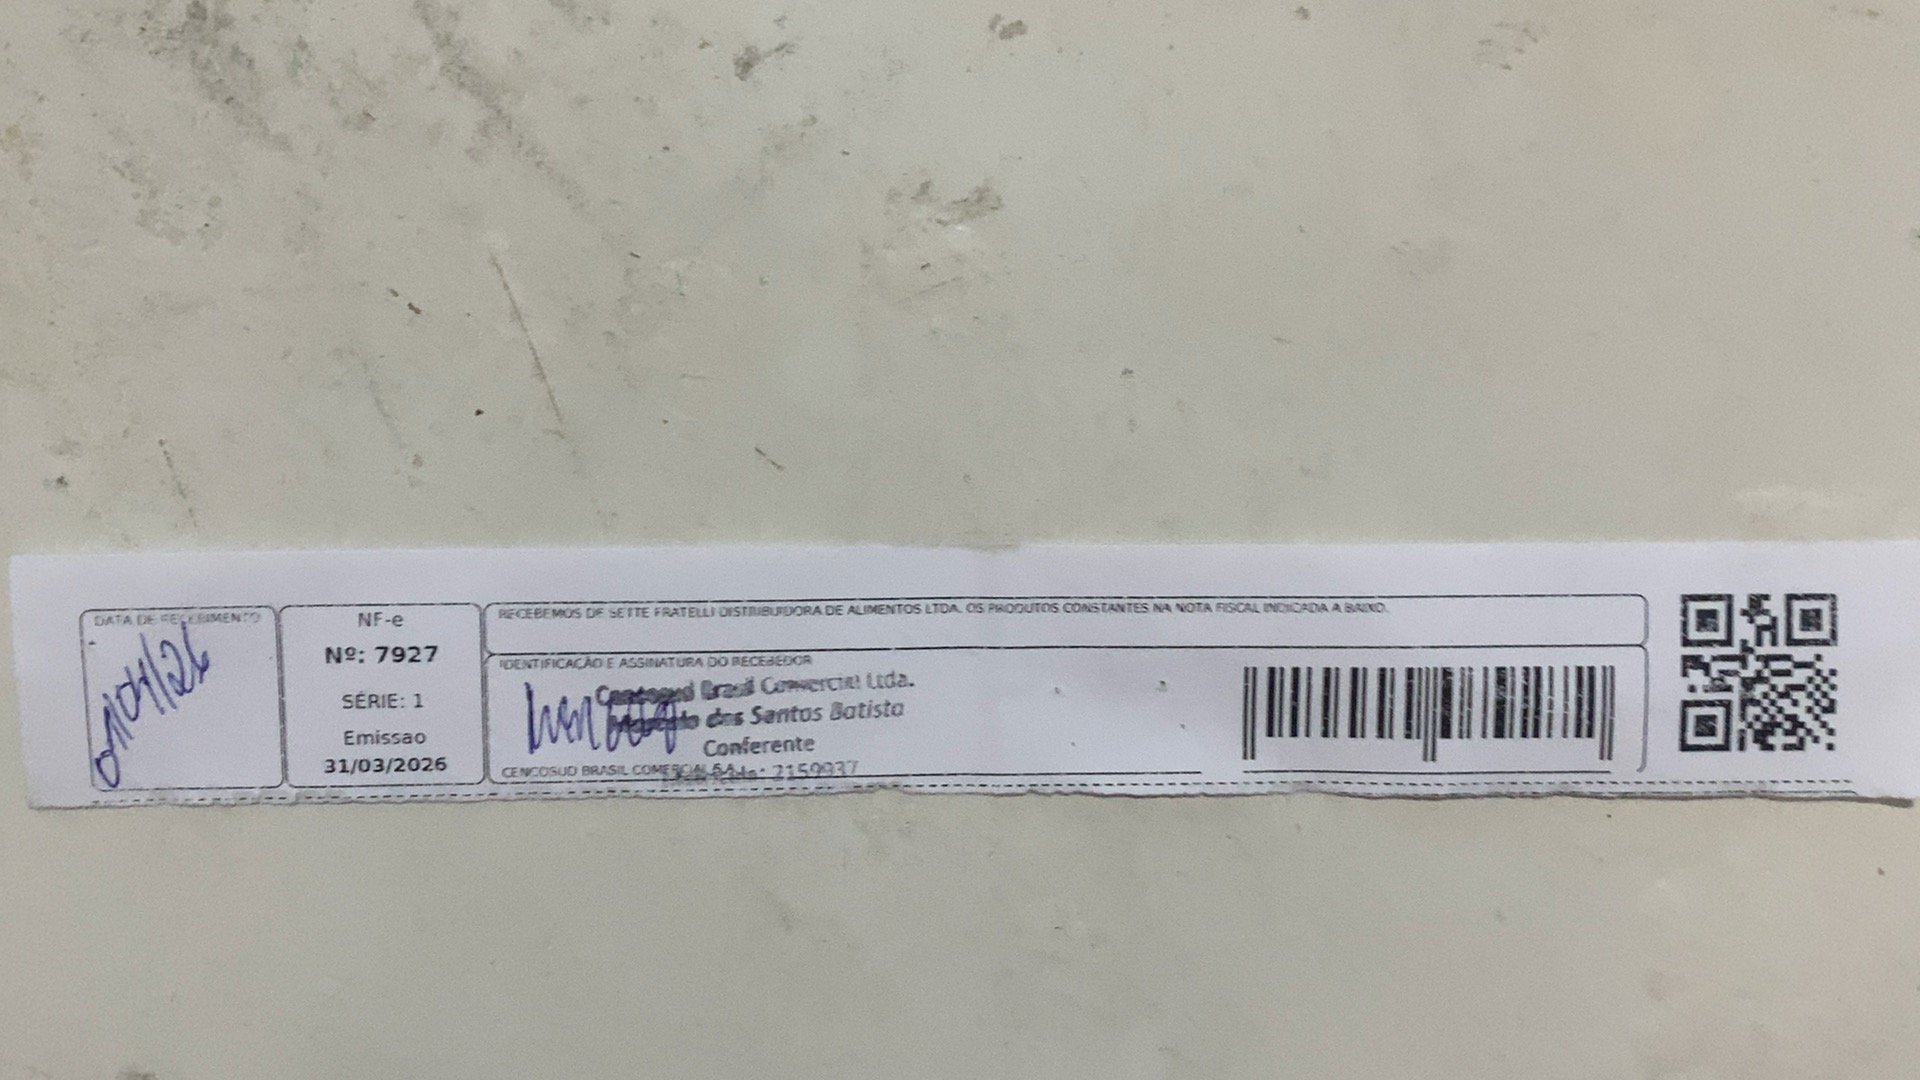 DATA DE RECEBIMENTO
01/04/26
NF-e
Nº: 7927
SÉRIE: 1
Emissao
31/03/2026
RECEBEMOS DE SETTE FRATELLI DISTRIBUIDORA DE ALIMENTOS LTDA. OS PRODUTOS CONSTANTES NA NOTA FISCAL INDICADA A BAIXO.
IDENTIFICAÇÃO E ASSINATURA DO RECEBEDOR
Cencosud Brasil Comercial Ltda.
dos Santos Batista
Conferente
CENCOSUD BRASIL COMERCIAL S.A.
2159937